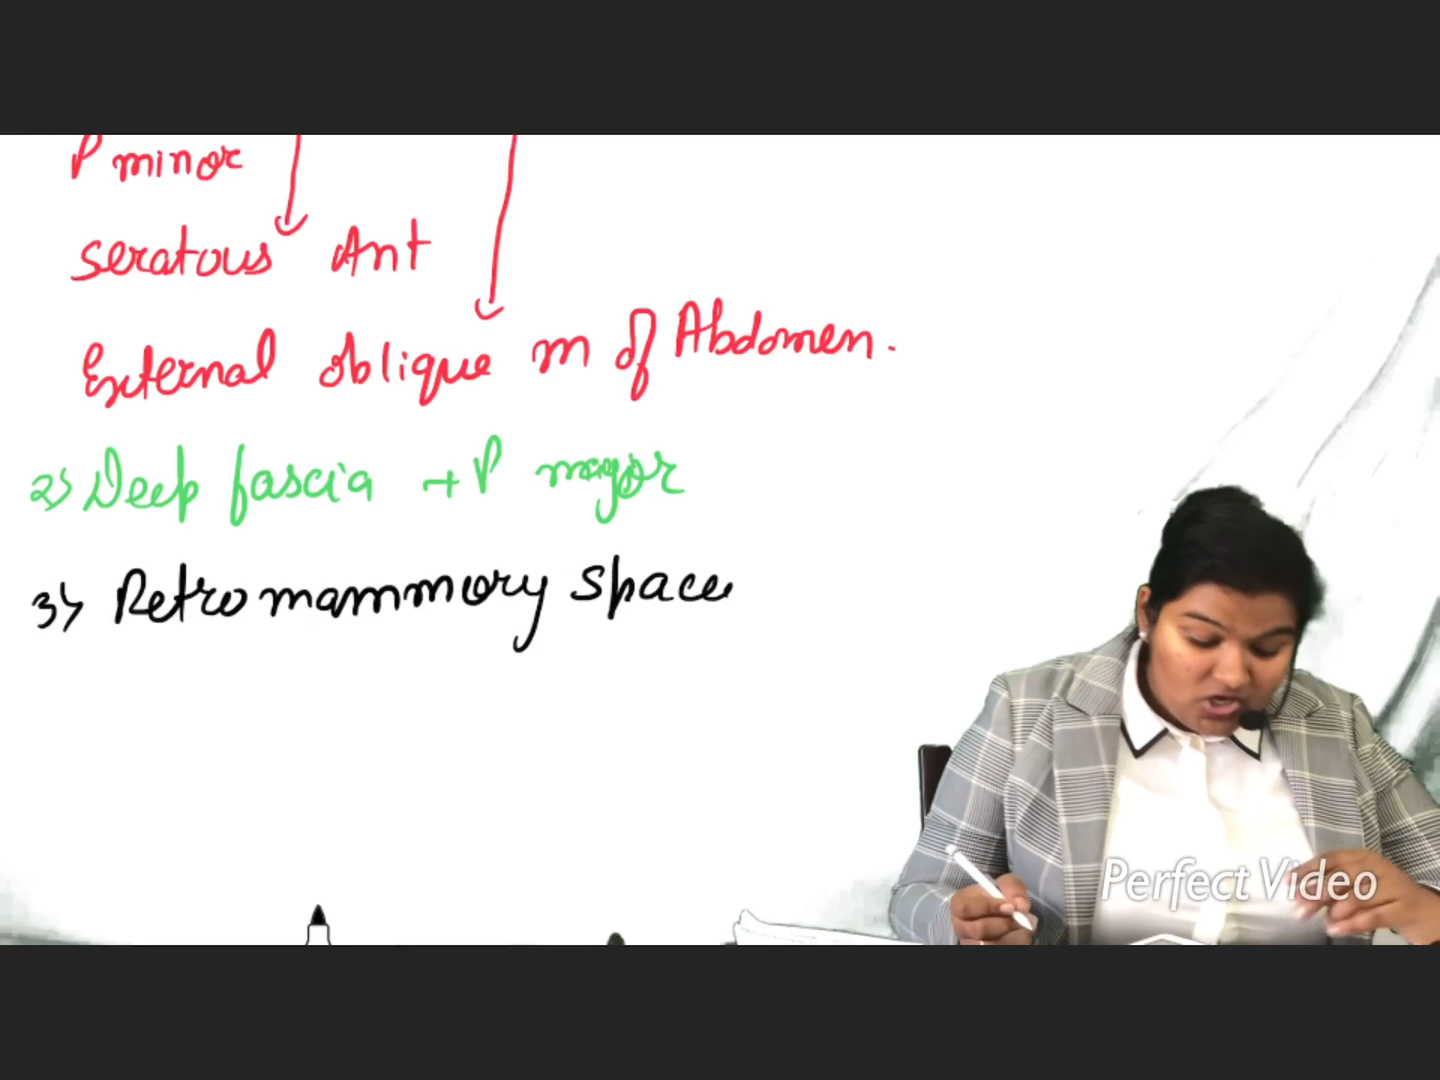 P minor
seratous Ant
External oblique m of Abdomen.
2) Deep fascia + P major
3) Retromammory space
Perfect Video